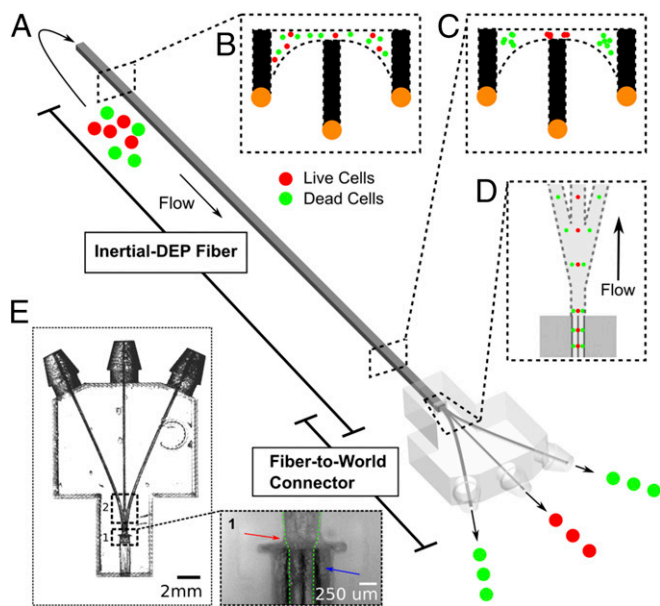 A
B
C
Live Cells
Dead Cells
Flow
Inertial-DEP Fiber
D
Flow
E
Fiber-to-World
Connector
2
1
2mm
1
250 um